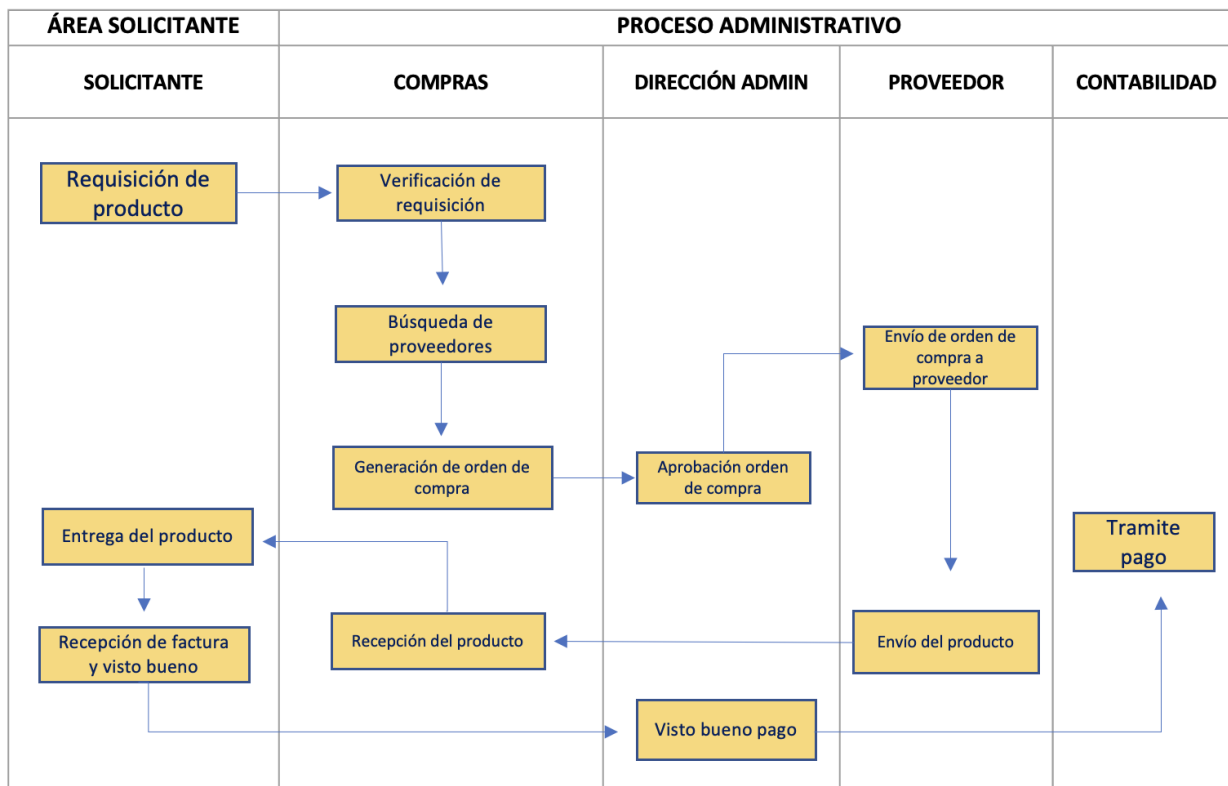 ÁREA SOLICITANTE
PROCESO ADMINISTRATIVO
SOLICITANTE
COMPRAS
DIRECCIÓN ADMIN
PROVEEDOR
CONTABILIDAD
Requisición de
producto
Verificación de
requisición
Búsqueda de
proveedores
Generación de orden de
compra
Aprobación orden
de compra
Envío de orden de
compra a
proveedor
Envío del producto
Recepción del producto
Entrega del producto
Recepción de factura
y visto bueno
Visto bueno pago
Tramite
pago